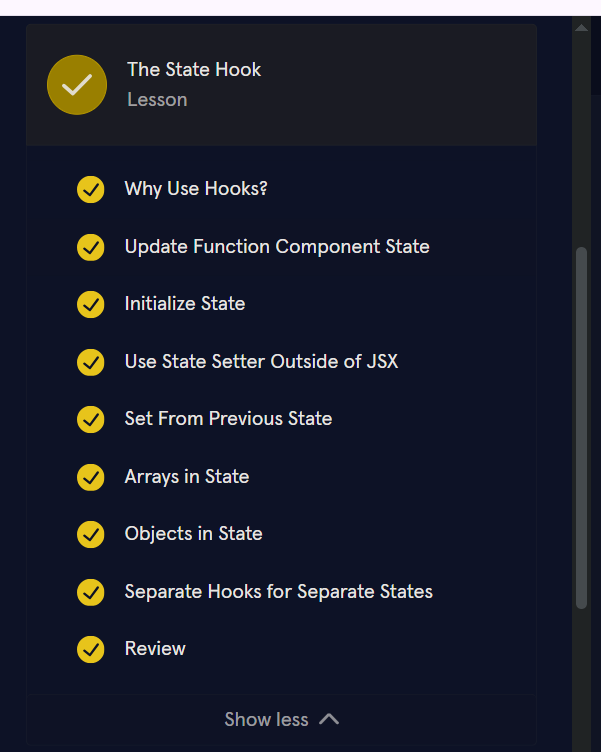 The State Hook
Lesson
Why Use Hooks?
Update Function Component State
Initialize State
Use State Setter Outside of JSX
Set From Previous State
Arrays in State
Objects in State
Separate Hooks for Separate States
Review
Show less